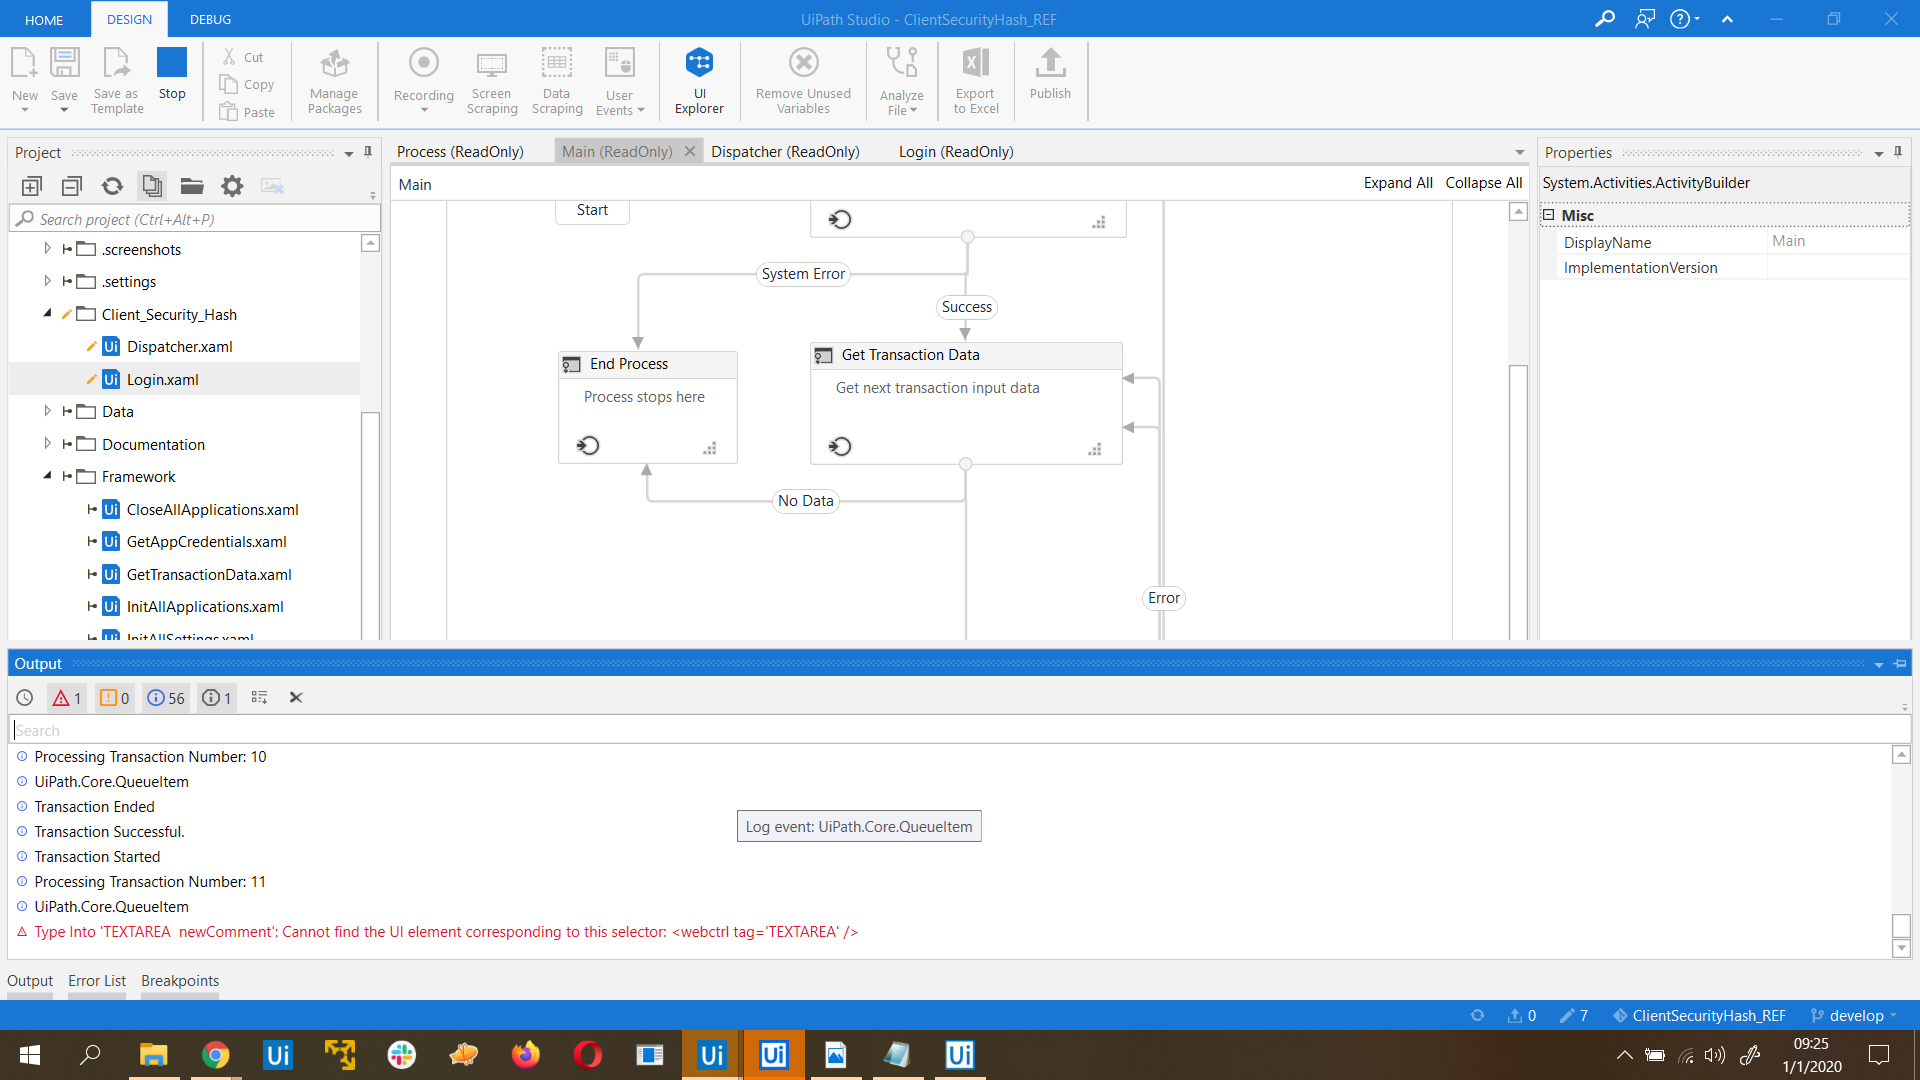 HOME DESIGN DEBUG UiPath Studio - ClientSecurityHash_REF
New Save Save as Template Stop
Cut
Copy
Paste
Manage Packages
Recording
Screen Scraping
Data Scraping
User Events
UI Explorer
Remove Unused Variables
Analyze File
Export to Excel
Publish
Project
Search project (Ctrl+Alt+P)
.screenshots
.settings
Client_Security_Hash
Dispatcher.xaml
Login.xaml
Data
Documentation
Framework
CloseAllApplications.xaml
GetAppCredentials.xaml
GetTransactionData.xaml
InitAllApplications.xaml
InitAllSettings.xaml
Process (ReadOnly) Main (ReadOnly) Dispatcher (ReadOnly) Login (ReadOnly)
Main Expand All Collapse All
Start
System Error
Success
End Process
Process stops here
Get Transaction Data
Get next transaction input data
No Data
Error
Properties
System.Activities.ActivityBuilder
Misc
DisplayName Main
ImplementationVersion
Output
1 0 56 1
Search
Processing Transaction Number: 10
UiPath.Core.QueueItem
Transaction Ended
Transaction Successful.
Transaction Started
Processing Transaction Number: 11
UiPath.Core.QueueItem
Type Into 'TEXTAREA  newComment': Cannot find the UI element corresponding to this selector: <webctrl tag='TEXTAREA' />
Log event: UiPath.Core.QueueItem
Output Error List Breakpoints
0 7 ClientSecurityHash_REF develop
Ui Ui Ui Ui
09:25
1/1/2020